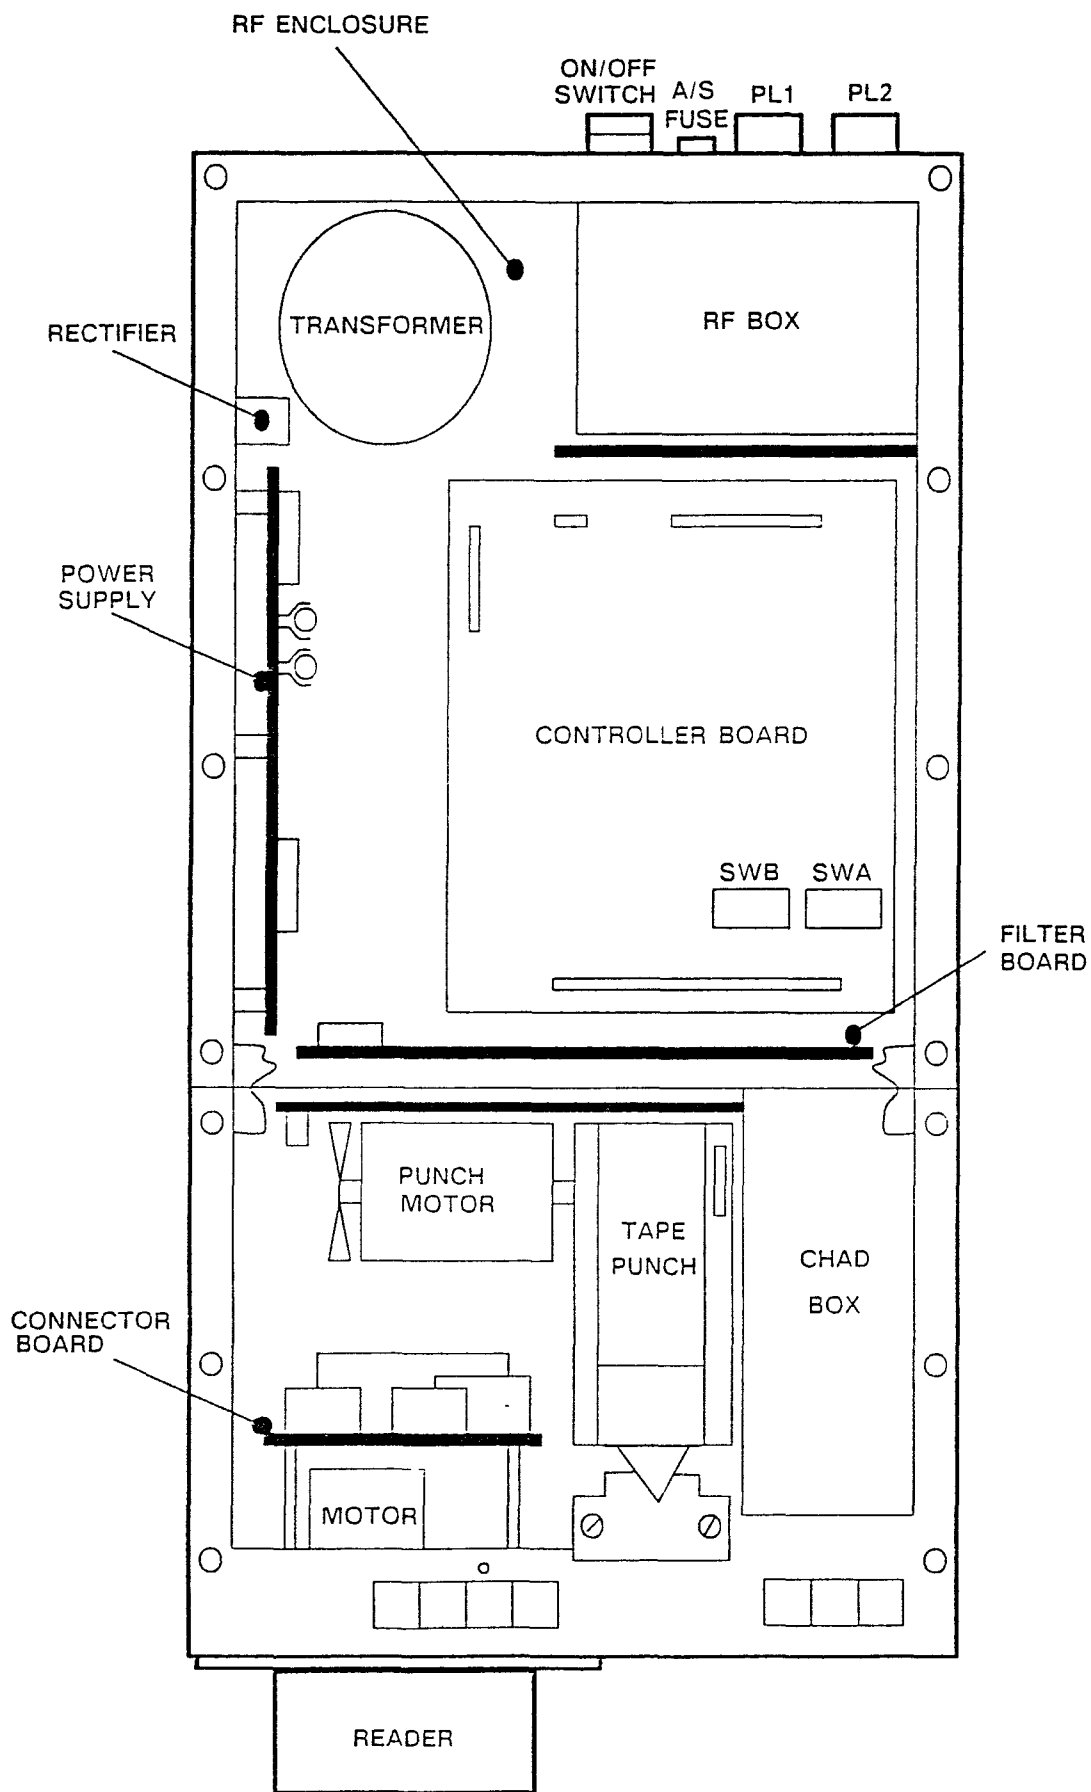 RF ENCLOSURE
ON/OFF
SWITCH
A/S
FUSE
PL1
PL2
TRANSFORMER
RF BOX
RECTIFIER
POWER
SUPPLY
CONTROLLER BOARD
SWB
SWA
FILTER
BOARD
PUNCH
MOTOR
TAPE
PUNCH
CHAD
BOX
CONNECTOR
BOARD
MOTOR
READER